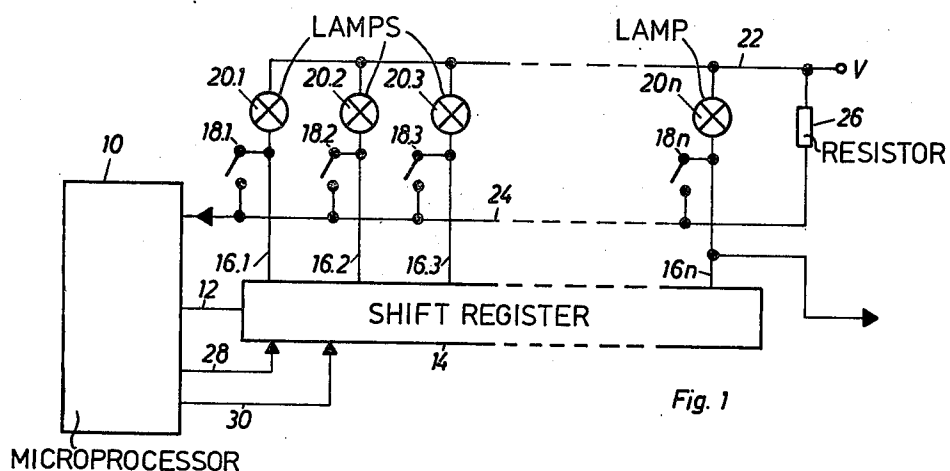 LAMPS LAMP
22
20.1 20.2 20.3 20n V
18.1 18.2 18.3 18n 26
10 RESISTOR
24
16.1 16.2 16.3 16n
12 SHIFT REGISTER
28 14
30 Fig. 1
MICROPROCESSOR